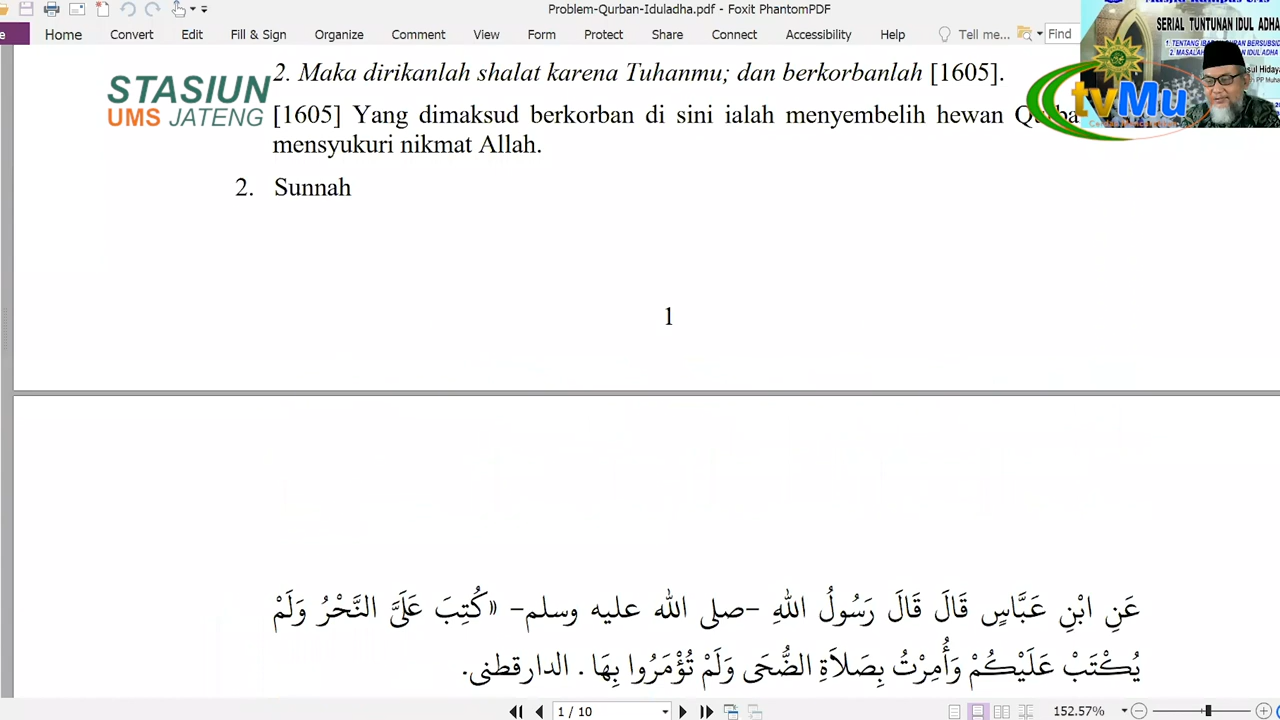 Problem-Qurban-Iduladha.pdf - Foxit PhantomPDF
Home Convert Edit Fill & Sign Organize Comment View Form Protect Share Connect Accessibility Help Tell me... Find
SERIAL TUNTUNAN IDUL ADHA
STASIUN
UMS JATENG
tvMu
2. Maka dirikanlah shalat karena Tuhanmu; dan berkorbanlah [1605].
[1605] Yang dimaksud berkorban di sini ialah menyembelih hewan
mensyukuri nikmat Allah.
2. Sunnah
1
عَنِ ابْنِ عَبَّاسٍ قَالَ قَالَ رَسُولُ اللهِ –صلى الله عليه وسلم– «كُتِبَ عَلَىَّ النَّحْرُ وَلَمْ
يُكْتَبْ عَلَيْكُمْ وَأُمِرْتُ بِصَلاَةِ الضُّحَى وَلَمْ تُؤْمَرُوا بِهَا . الدارقطنى.
1 / 10
152.57%